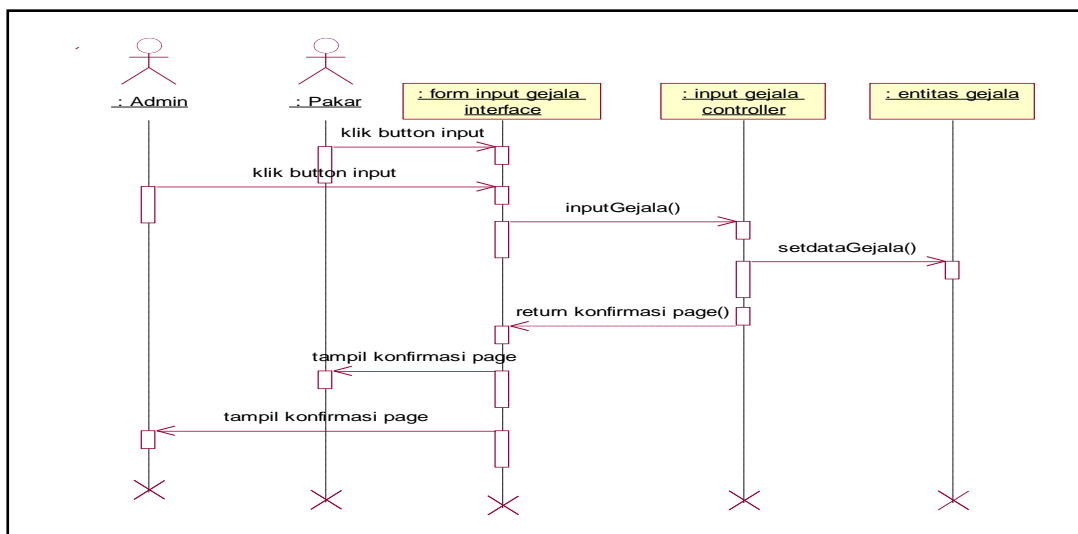 : Admin
: Pakar
: form input gejala
interface
: input gejala
controller
: entitas gejala
klik button input
klik button input
inputGejala()
setdataGejala()
return konfirmasi page()
tampil konfirmasi page
tampil konfirmasi page